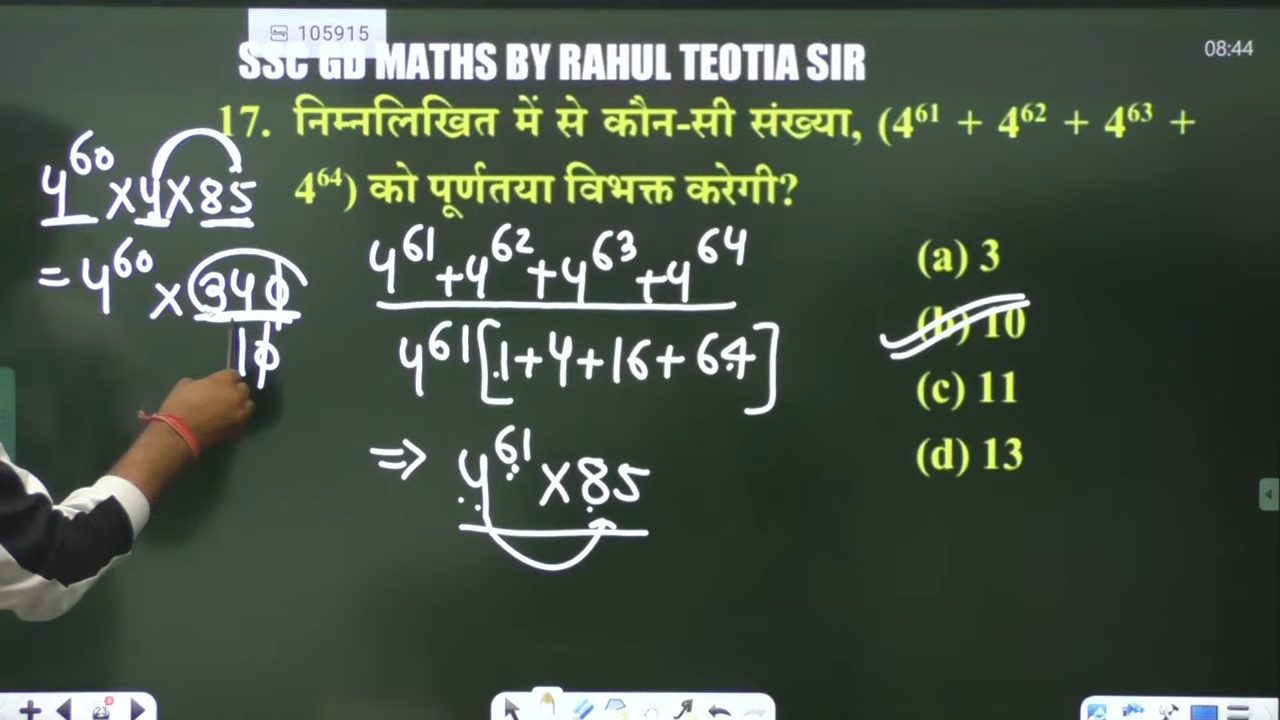 105915
08:44
SSC GD MATHS BY RAHUL TEOTIA SIR
17. निम्नलिखित में से कौन-सी संख्या, (4⁶¹ + 4⁶² + 4⁶³ +
4⁶⁴) को पूर्णतया विभक्त करेगी?
(a) 3
(b) 10
(c) 11
(d) 13
4⁶⁰ × 4 × 85
= 4⁶⁰ × 340
10
4⁶¹ + 4⁶² + 4⁶³ + 4⁶⁴
4⁶¹[1 + 4 + 16 + 64]
⇒ 4⁶¹ × 85
23